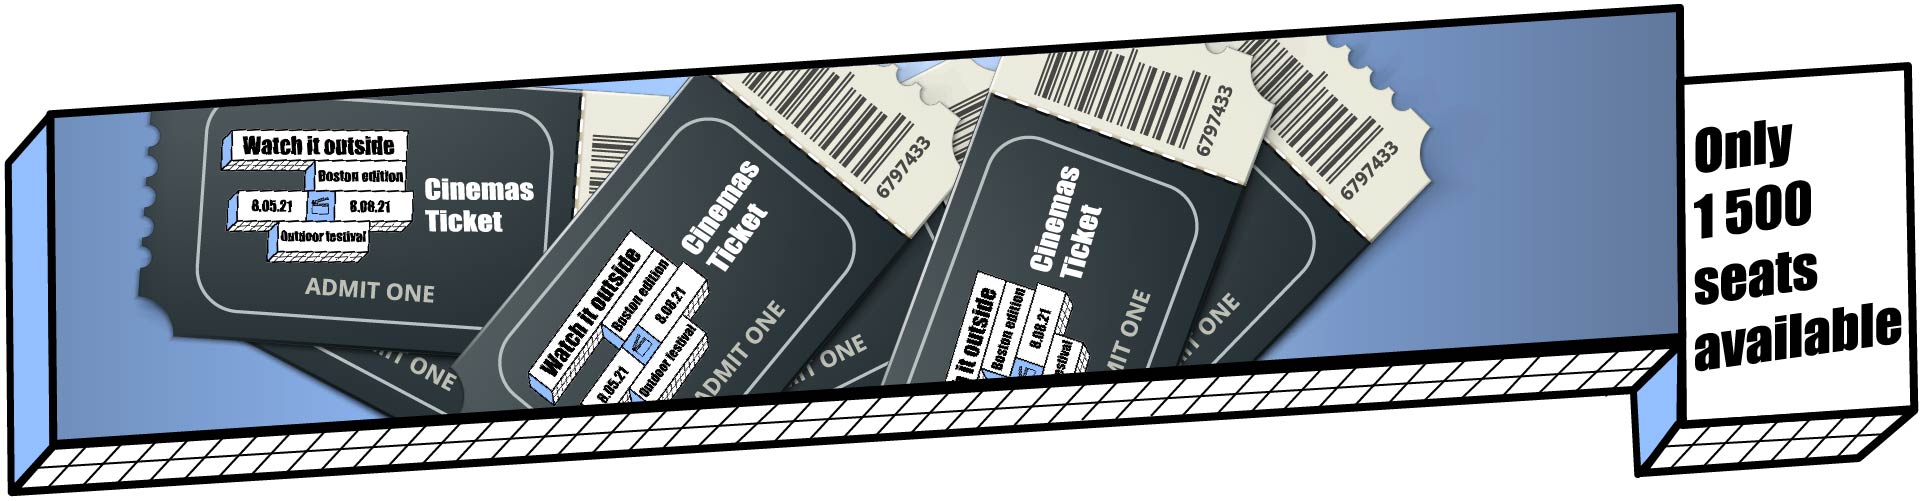 Watch it outside
Boston edition
8.05.21
8.08.21
Outdoor festival
Cinemas
Ticket
ADMIT ONE
ONE
Watch it outside
Boston edition
8.05.21
8.08.21
Outdoor festival
Cinemas
Ticket
ADMIT ONE
6797433
ONE
it outside
Boston edition
8.08.21
Cinemas
Ticket
ONE
6797433
ONE
6797433
Only
1 500
seats
available